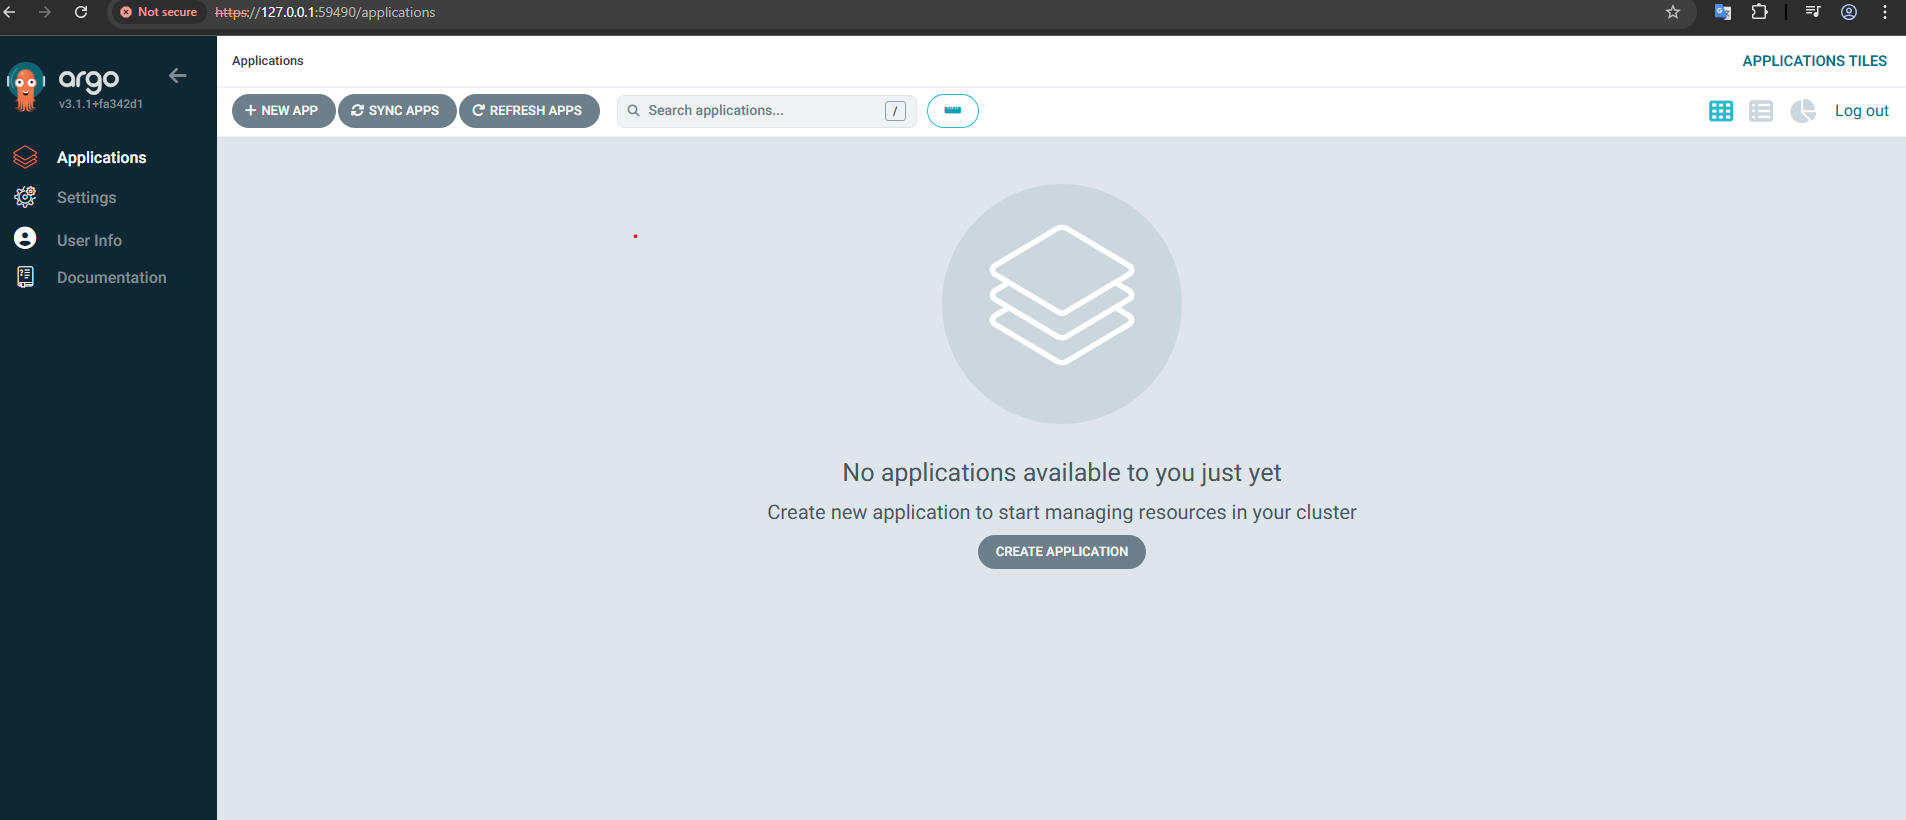 Not secure https://127.0.0.1:59490/applications
argo
v3.1.1+fa342d1
Applications
Settings
User Info
Documentation
Applications
APPLICATIONS TILES
NEW APP
SYNC APPS
REFRESH APPS
Search applications...
/
Log out
No applications available to you just yet
Create new application to start managing resources in your cluster
CREATE APPLICATION